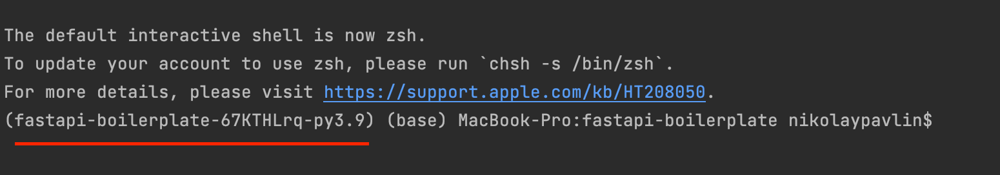 The default interactive shell is now zsh.
To update your account to use zsh, please run `chsh -s /bin/zsh`.
For more details, please visit https://support.apple.com/kb/HT208050.
(fastapi-boilerplate-67KTHLrq-py3.9) (base) MacBook-Pro:fastapi-boilerplate nikolaypavlin$